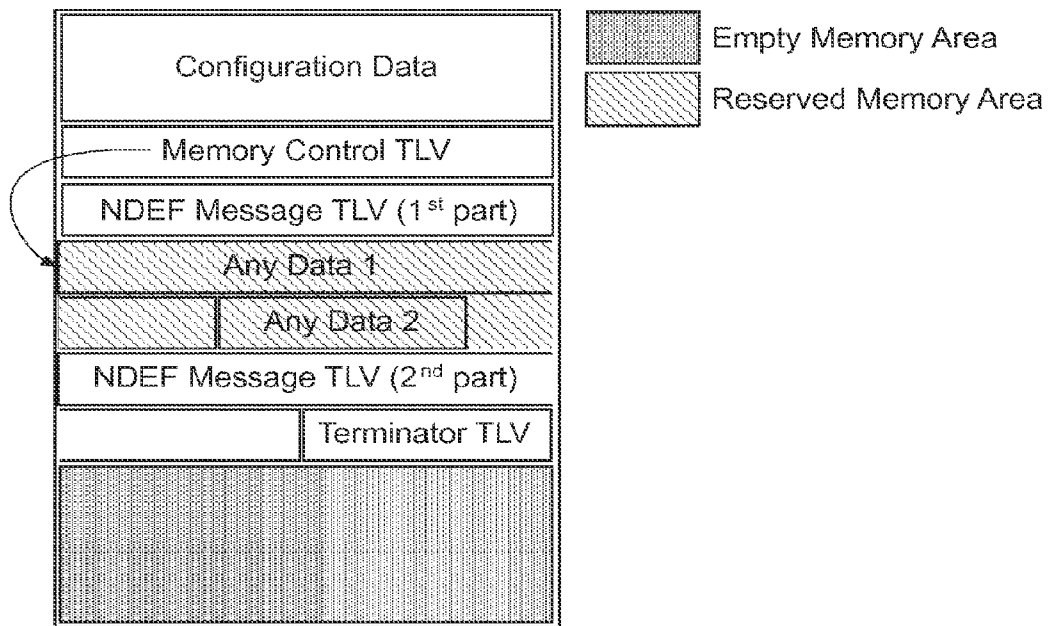 Configuration Data
Memory Control TLV
NDEF Message TLV (1st part)
Any Data 1
Any Data 2
NDEF Message TLV (2nd part)
Terminator TLV
Empty Memory Area
Reserved Memory Area